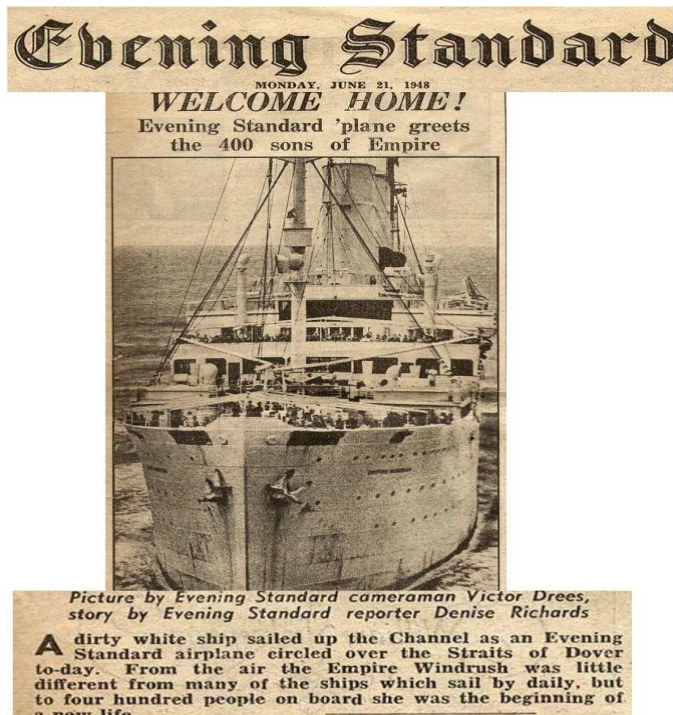 Evening Standard
MONDAY, JUNE 21, 1948
WELCOME HOME!
Evening Standard 'plane greets
the 400 sons of Empire
Picture by Evening Standard cameraman Victor Drees,
story by Evening Standard reporter Denise Richards
A dirty white ship sailed up the Channel as an Evening
Standard airplane circled over the Straits of Dover
to-day. From the air the Empire Windrush was little
different from many of the ships which sail by daily, but
to four hundred people on board she was the beginning of
a new life